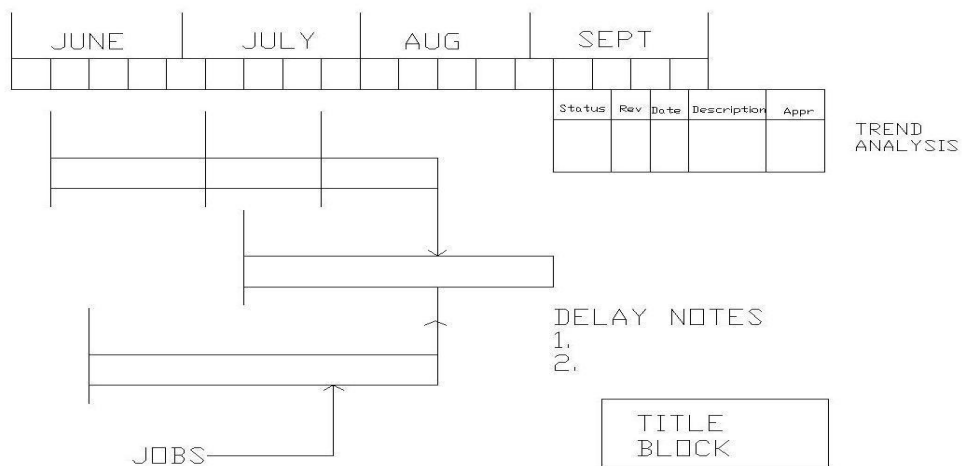 JUNE JULY AUG SEPT
Status Rev Date Description Appr
TREND
ANALYSIS
DELAY NOTES
1.
2.
JOBS
TITLE
BLOCK